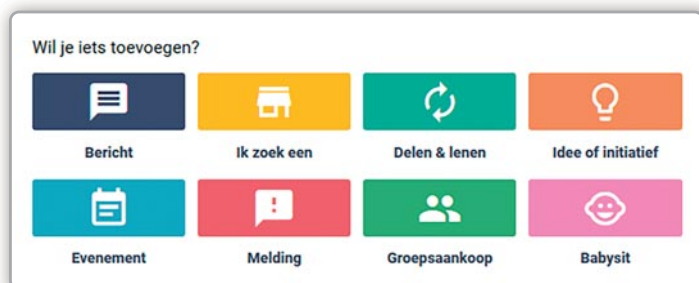 Wil je iets toevoegen?
Bericht
Ik zoek een
Delen & lenen
Idee of initiatief
Evenement
Melding
Groepsaankoop
Babysit